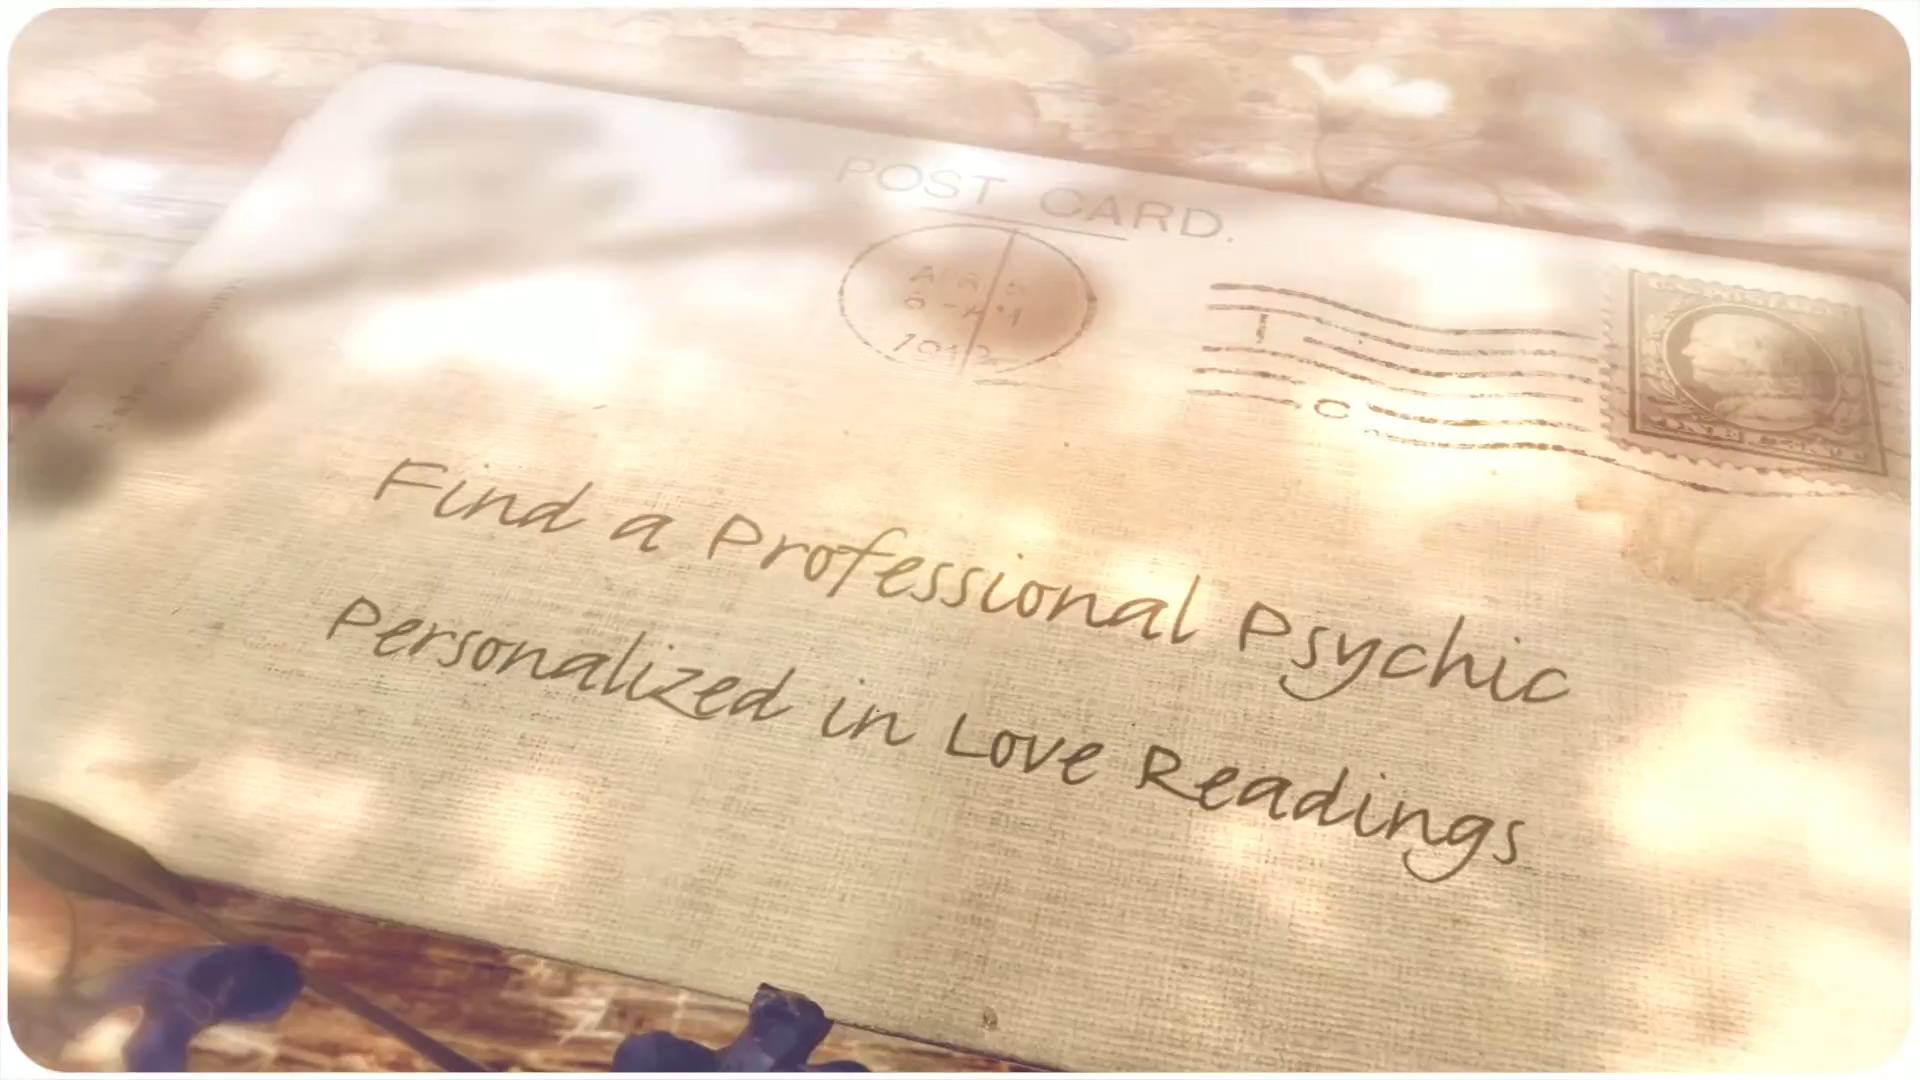 POST CARD.
Find a Professional Psychic
Personalized in Love Readings